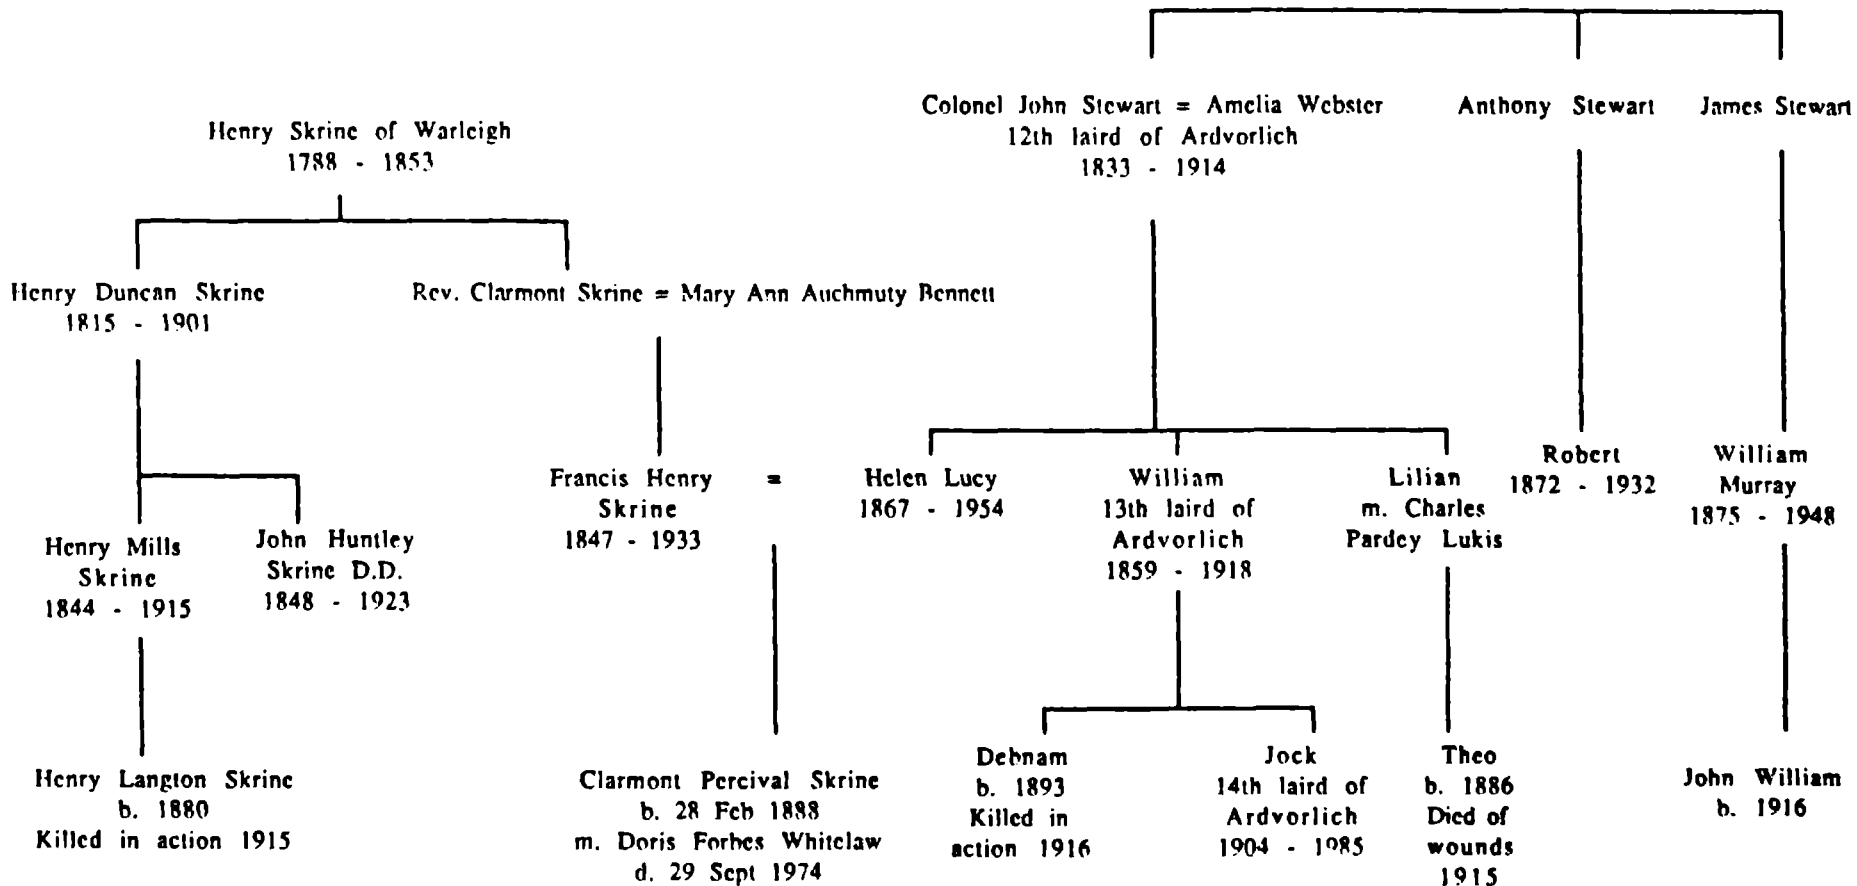 Colonel John Stewart = Amelia Webster
12th laird of Ardvorlich
1833 - 1914
Anthony Stewart
James Stewart
Henry Skrine of Warleigh
1788 - 1853
Henry Duncan Skrine
1815 - 1901
Rev. Clarmont Skrine = Mary Ann Auchmuty Bennett
Francis Henry
Skrine
1847 - 1933
=
Helen Lucy
1867 - 1954
William
13th laird of
Ardvorlich
1859 - 1918
Lilian
m. Charles
Pardey Lukis
Robert
1872 - 1932
William
Murray
1875 - 1948
Henry Mills
Skrine
1844 - 1915
John Huntley
Skrine D.D.
1848 - 1923
Henry Langton Skrine
b. 1880
Killed in action 1915
Clarmont Percival Skrine
b. 28 Feb 1888
m. Doris Forbes Whitelaw
d. 29 Sept 1974
Debnam
b. 1893
Killed in
action 1916
Jock
14th laird of
Ardvorlich
1904 - 1985
Theo
b. 1886
Died of
wounds
1915
John William
b. 1916